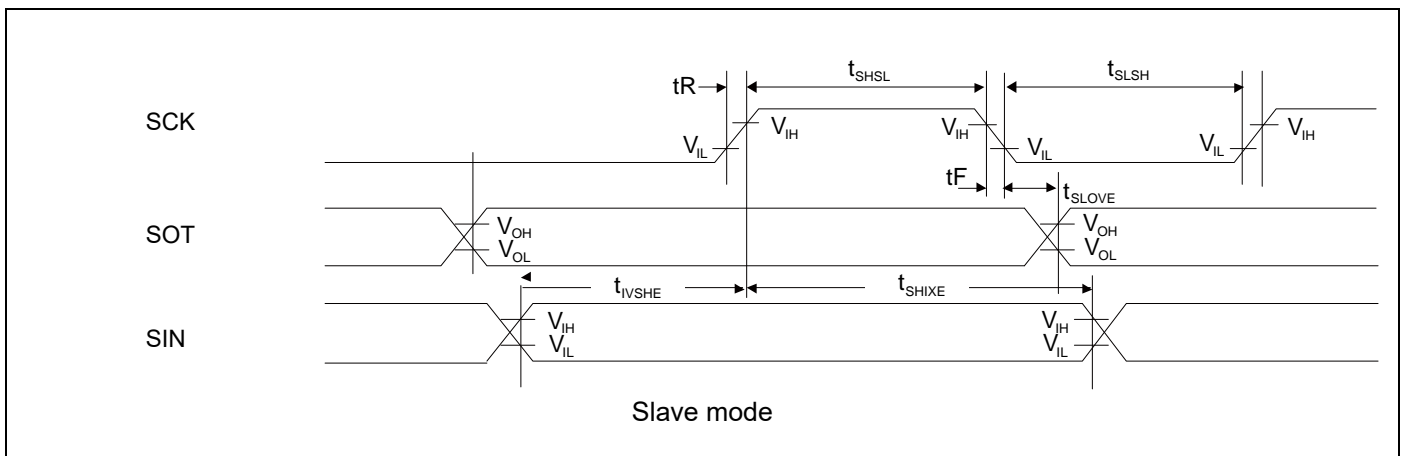 tR
tSHSL
tSLSH
SCK
VIH
VIL
VIH
VIL
VIL
VIH
tF
tSLOVE
SOT
VOH
VOL
VOH
VOL
tIVSHE
tSHIXE
SIN
VIH
VIL
VIH
VIL
Slave mode